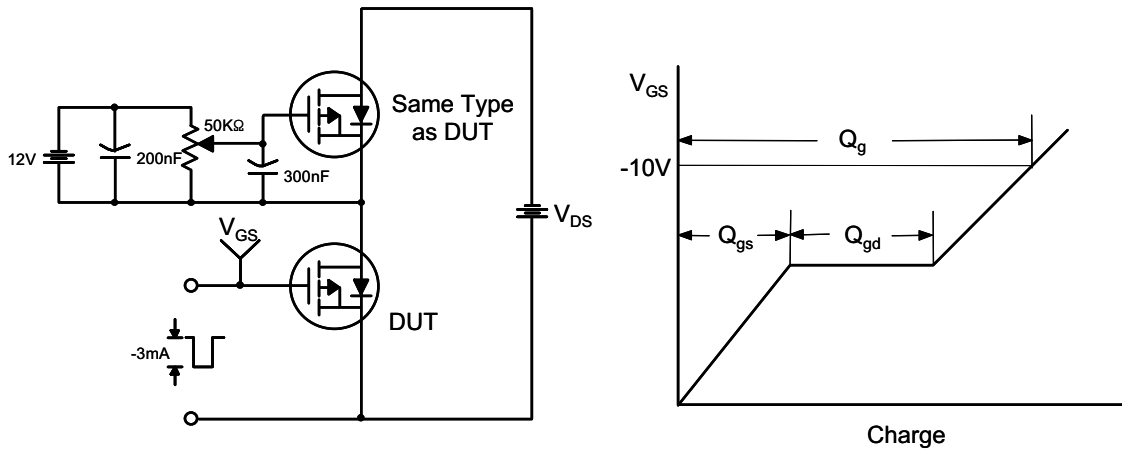 Same Type
as DUT
50KΩ
12V
200nF
300nF
V_GS
V_DS
DUT
-3mA
V_GS
Q_g
-10V
Q_gs
Q_gd
Charge